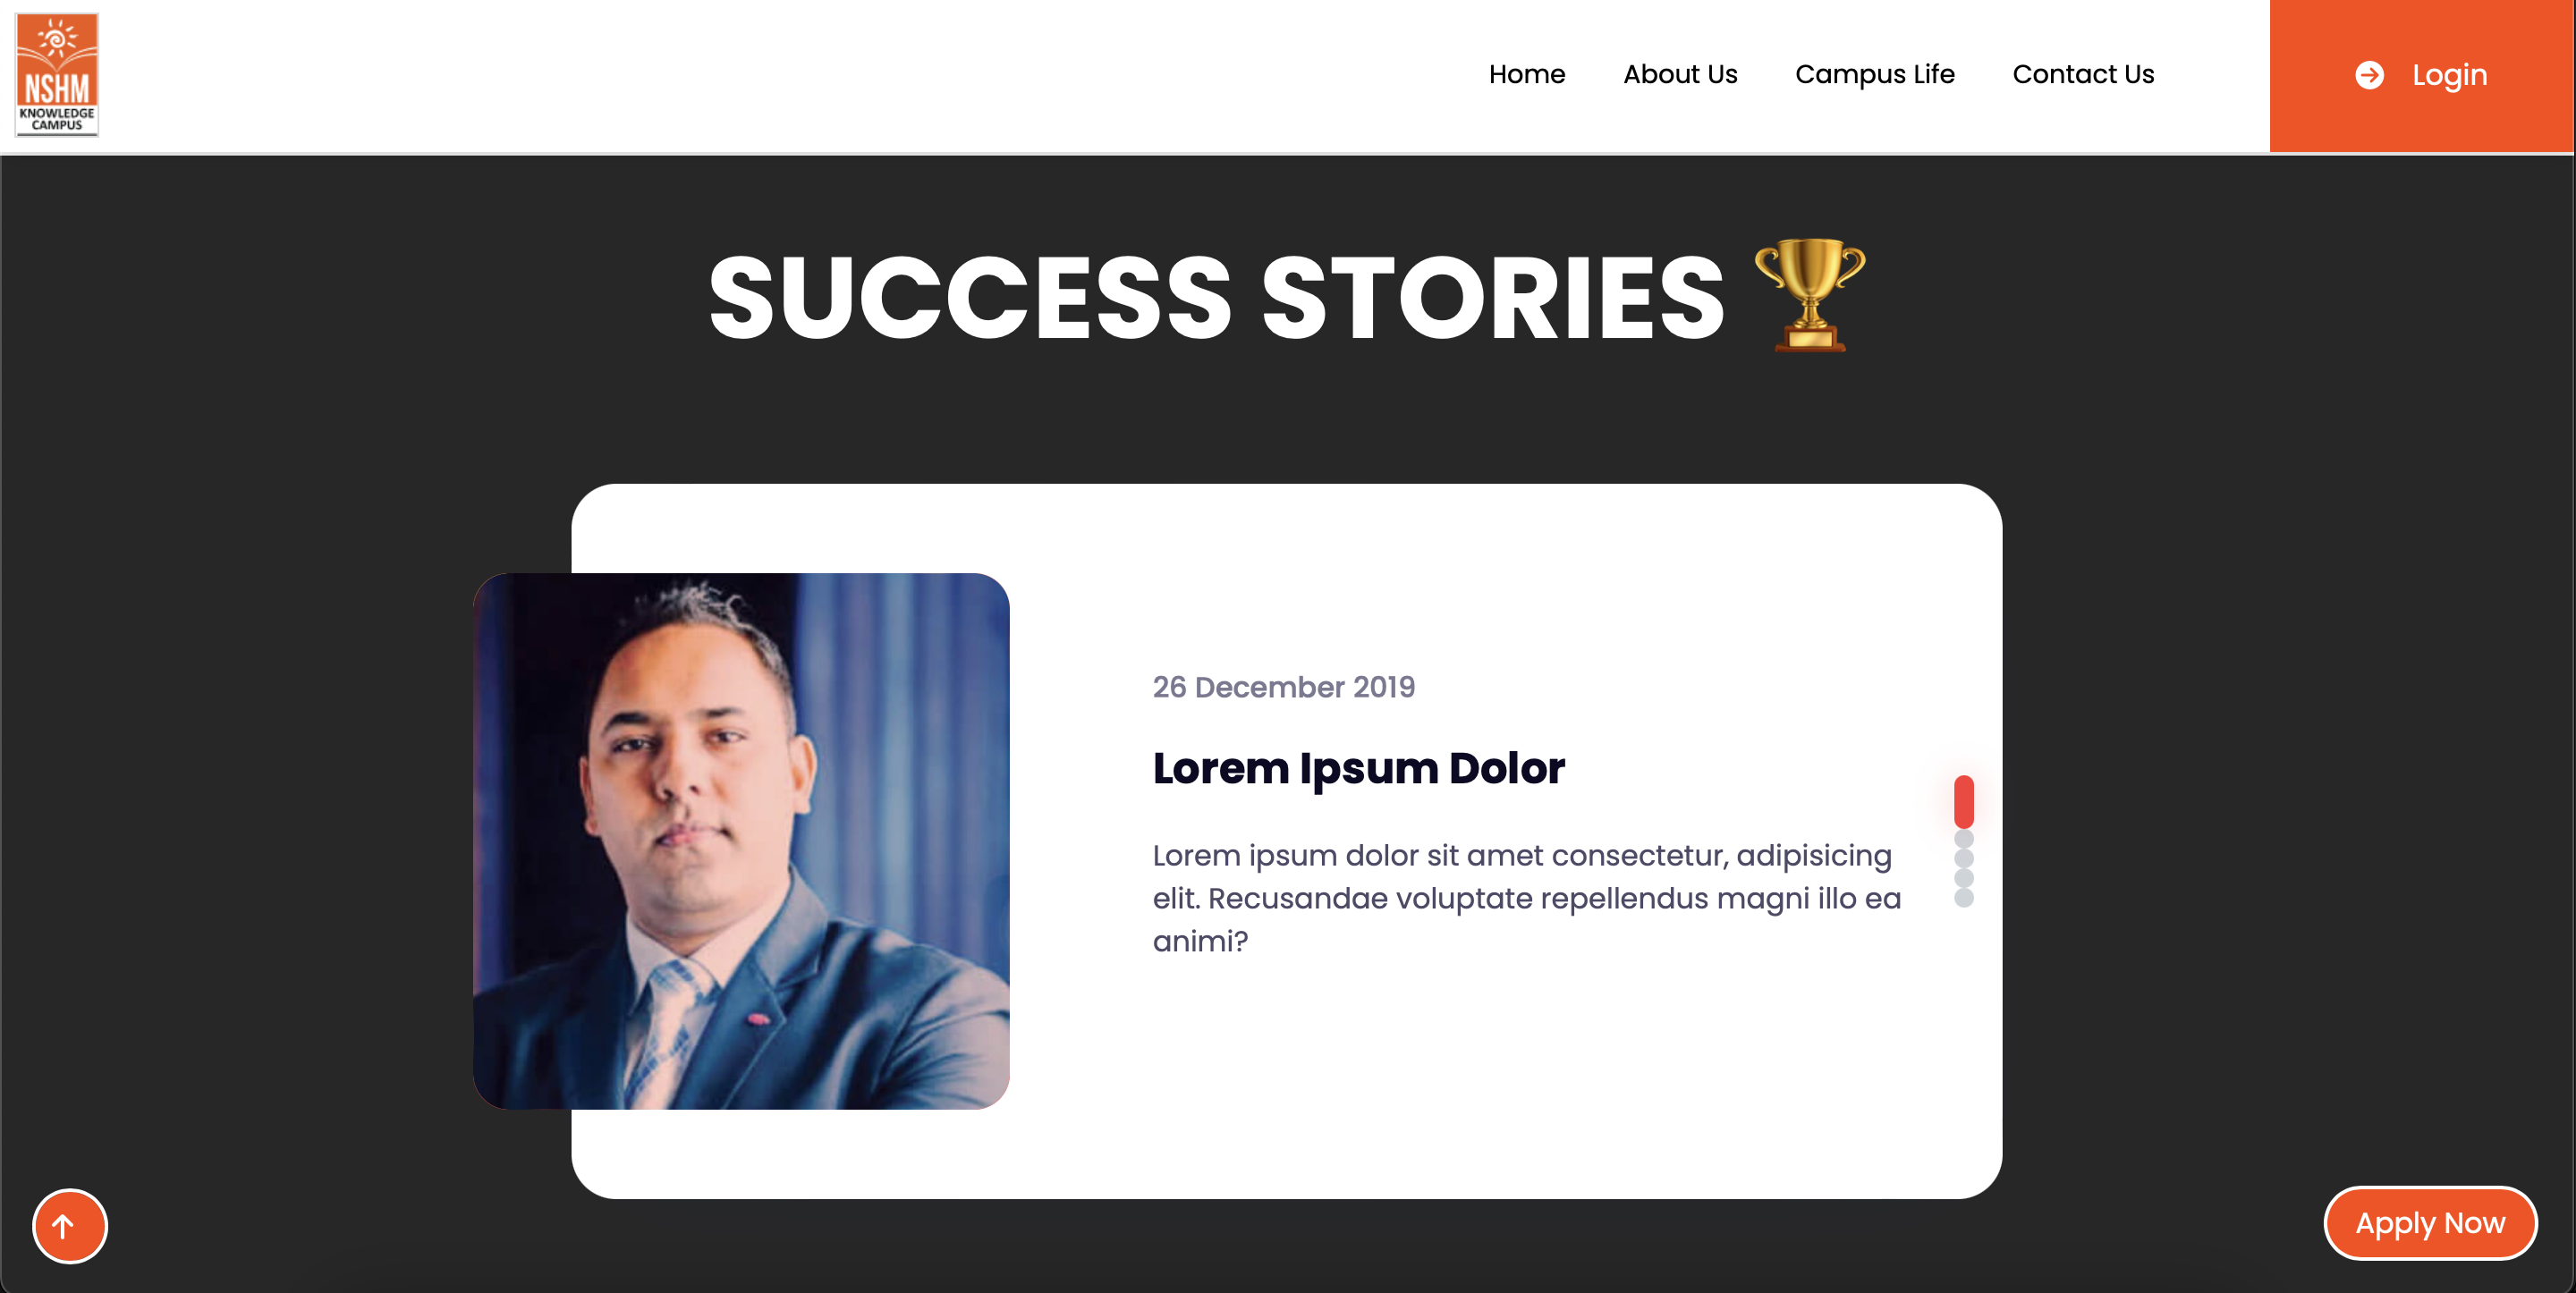 NSHM
KNOWLEDGE
CAMPUS
Home About Us Campus Life Contact Us Login
SUCCESS STORIES
26 December 2019
Lorem Ipsum Dolor
Lorem ipsum dolor sit amet consectetur, adipisicing
elit. Recusandae voluptate repellendus magni illo ea
animi?
Apply Now